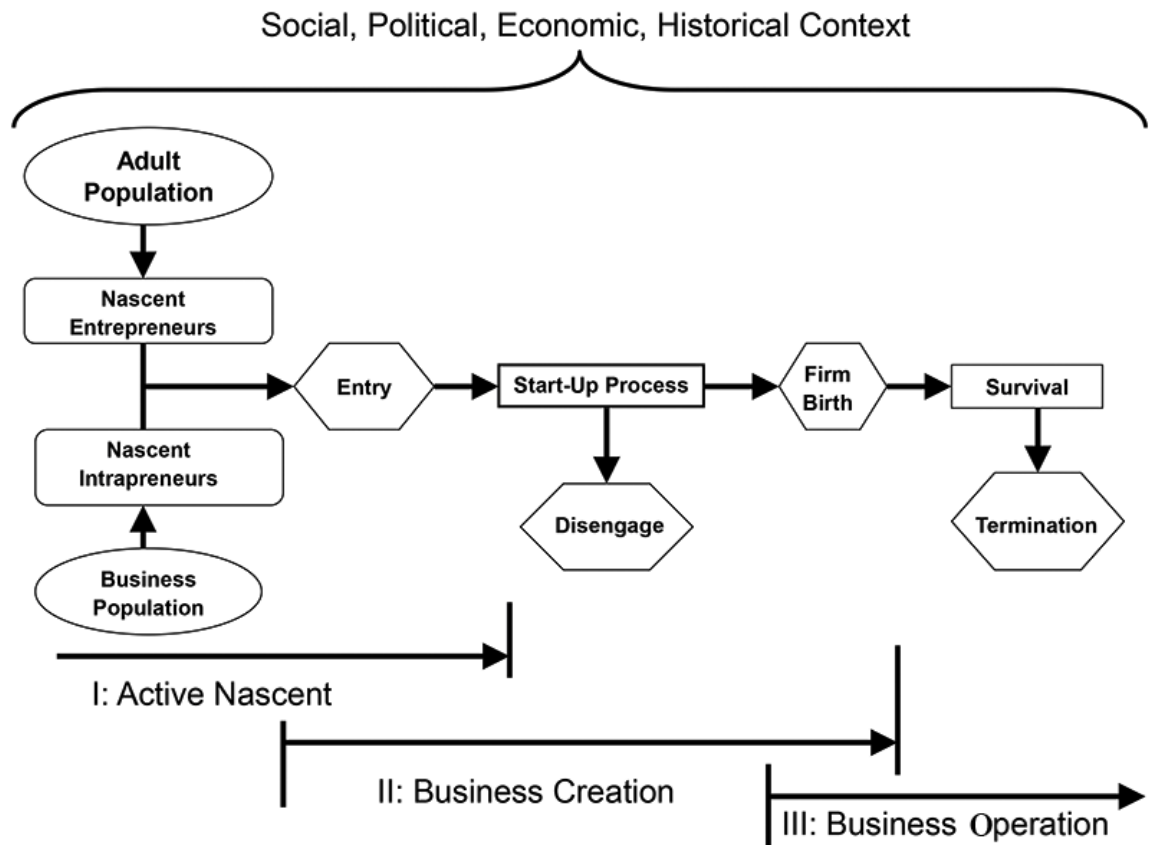 Social, Political, Economic, Historical Context
Adult
Population
Nascent
Entrepreneurs
Entry
Start-Up Process
Firm
Birth
Survival
Nascent
Intrapreneurs
Disengage
Termination
Business
Population
I: Active Nascent
II: Business Creation
III: Business Operation